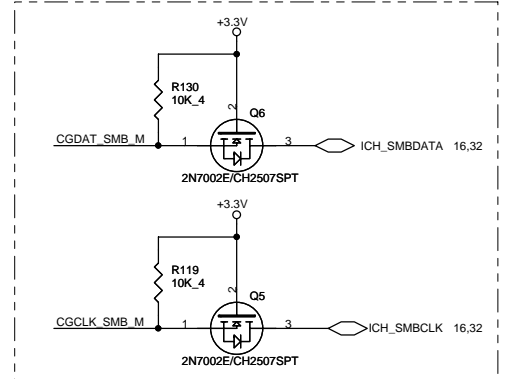 +3.3V
R130
10K_4
Q6
2
CGDAT_SMB_M
1
3
ICH_SMBDATA 16,32
2N7002E/CH2507SPT
+3.3V
R119
10K_4
Q5
2
CGCLK_SMB_M
1
3
ICH_SMBCLK 16,32
2N7002E/CH2507SPT